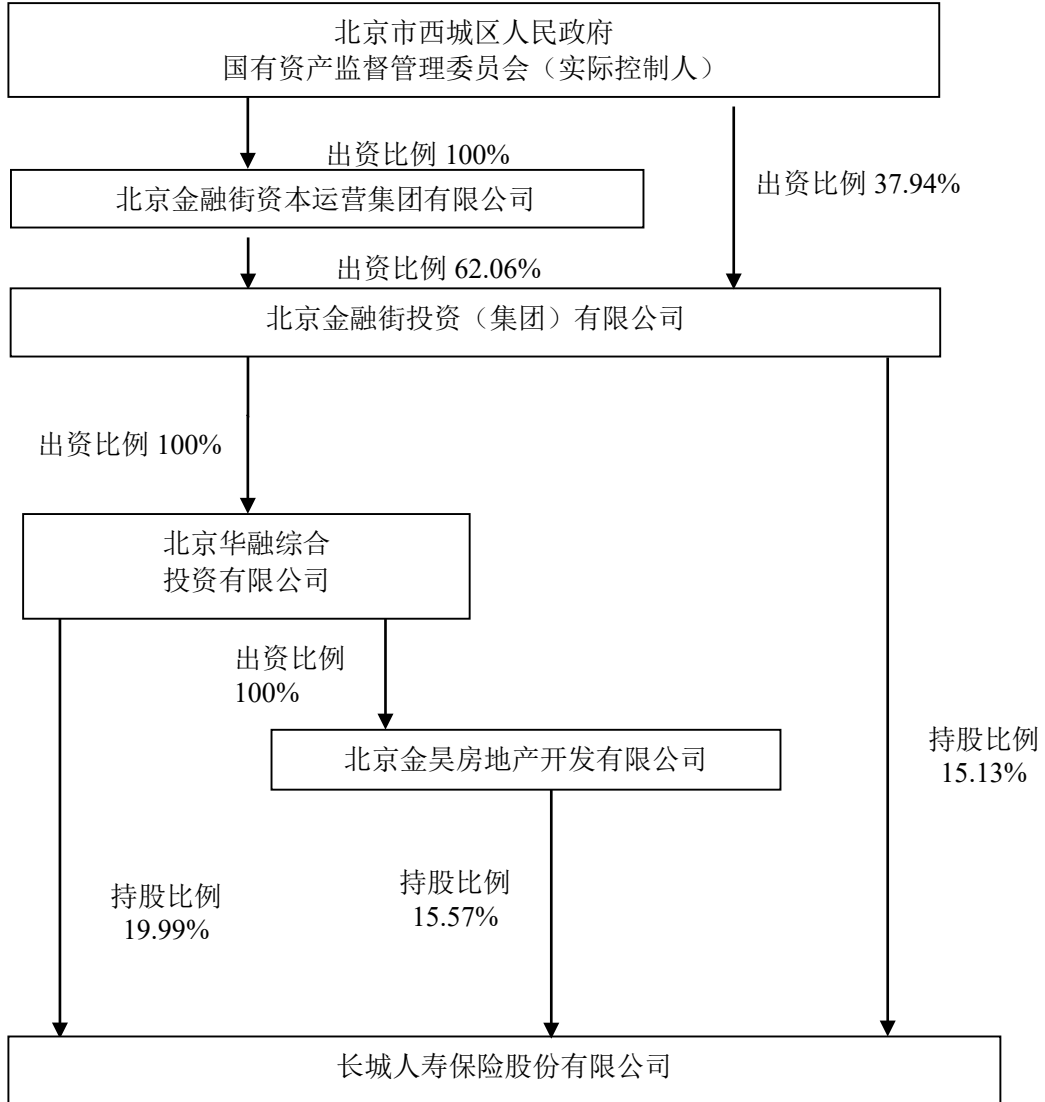 北京市西城区人民政府
国有资产监督管理委员会（实际控制人）
出资比例 100%
出资比例 37.94%
北京金融街资本运营集团有限公司
出资比例 62.06%
北京金融街投资（集团）有限公司
出资比例 100%
北京华融综合
投资有限公司
出资比例
100%
北京金昊房地产开发有限公司
持股比例
15.13%
持股比例
19.99%
持股比例
15.57%
长城人寿保险股份有限公司